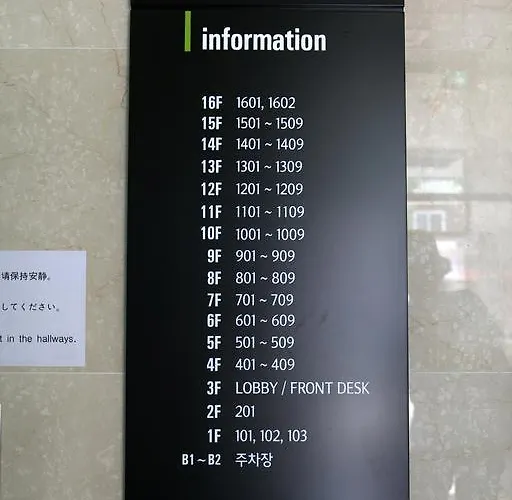 information
16F 1601, 1602
15F 1501 ~ 1509
14F 1401 ~ 1409
13F 1301 ~ 1309
12F 1201 ~ 1209
11F 1101 ~ 1109
10F 1001 ~ 1009
9F 901 ~ 909
8F 801 ~ 809
7F 701 ~ 709
6F 601 ~ 609
5F 501 ~ 509
4F 401 ~ 409
3F LOBBY / FRONT DESK
2F 201
1F 101, 102, 103
B1 ~ B2 주차장
请保持安静。
してください。
in the hallways.